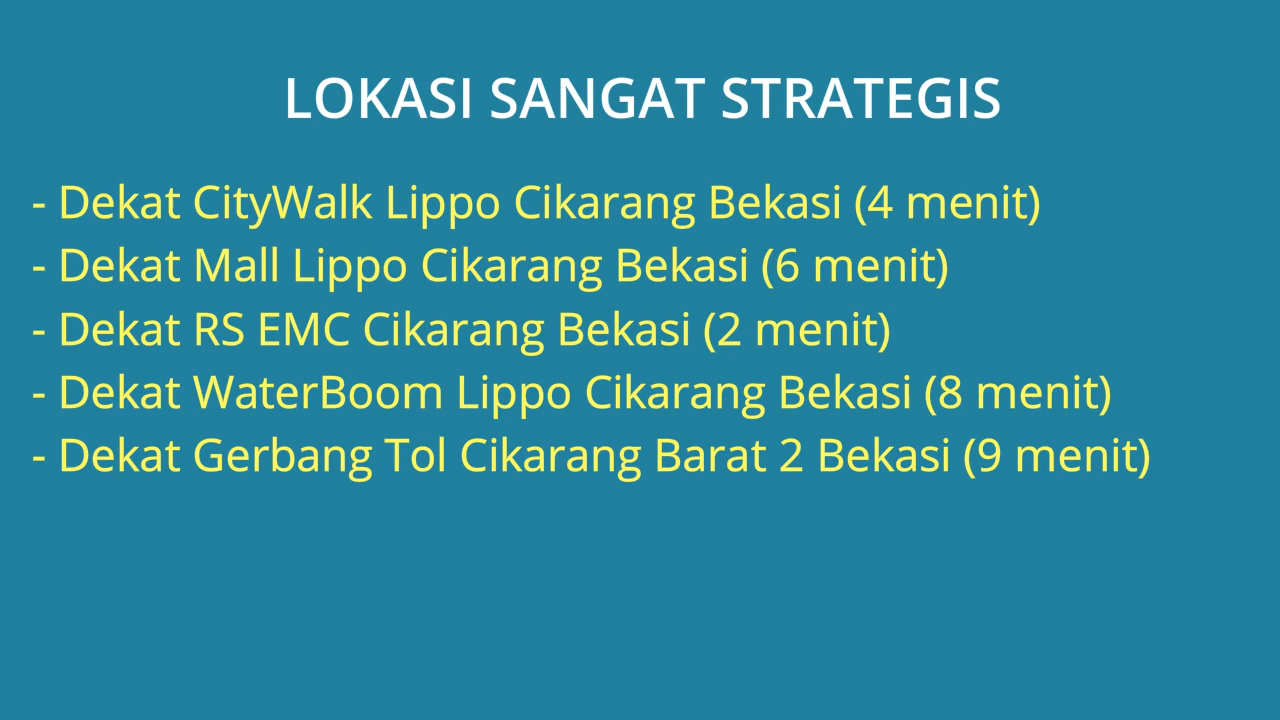 LOKASI SANGAT STRATEGIS
- Dekat CityWalk Lippo Cikarang Bekasi (4 menit)
- Dekat Mall Lippo Cikarang Bekasi (6 menit)
- Dekat RS EMC Cikarang Bekasi (2 menit)
- Dekat WaterBoom Lippo Cikarang Bekasi (8 menit)
- Dekat Gerbang Tol Cikarang Barat 2 Bekasi (9 menit)